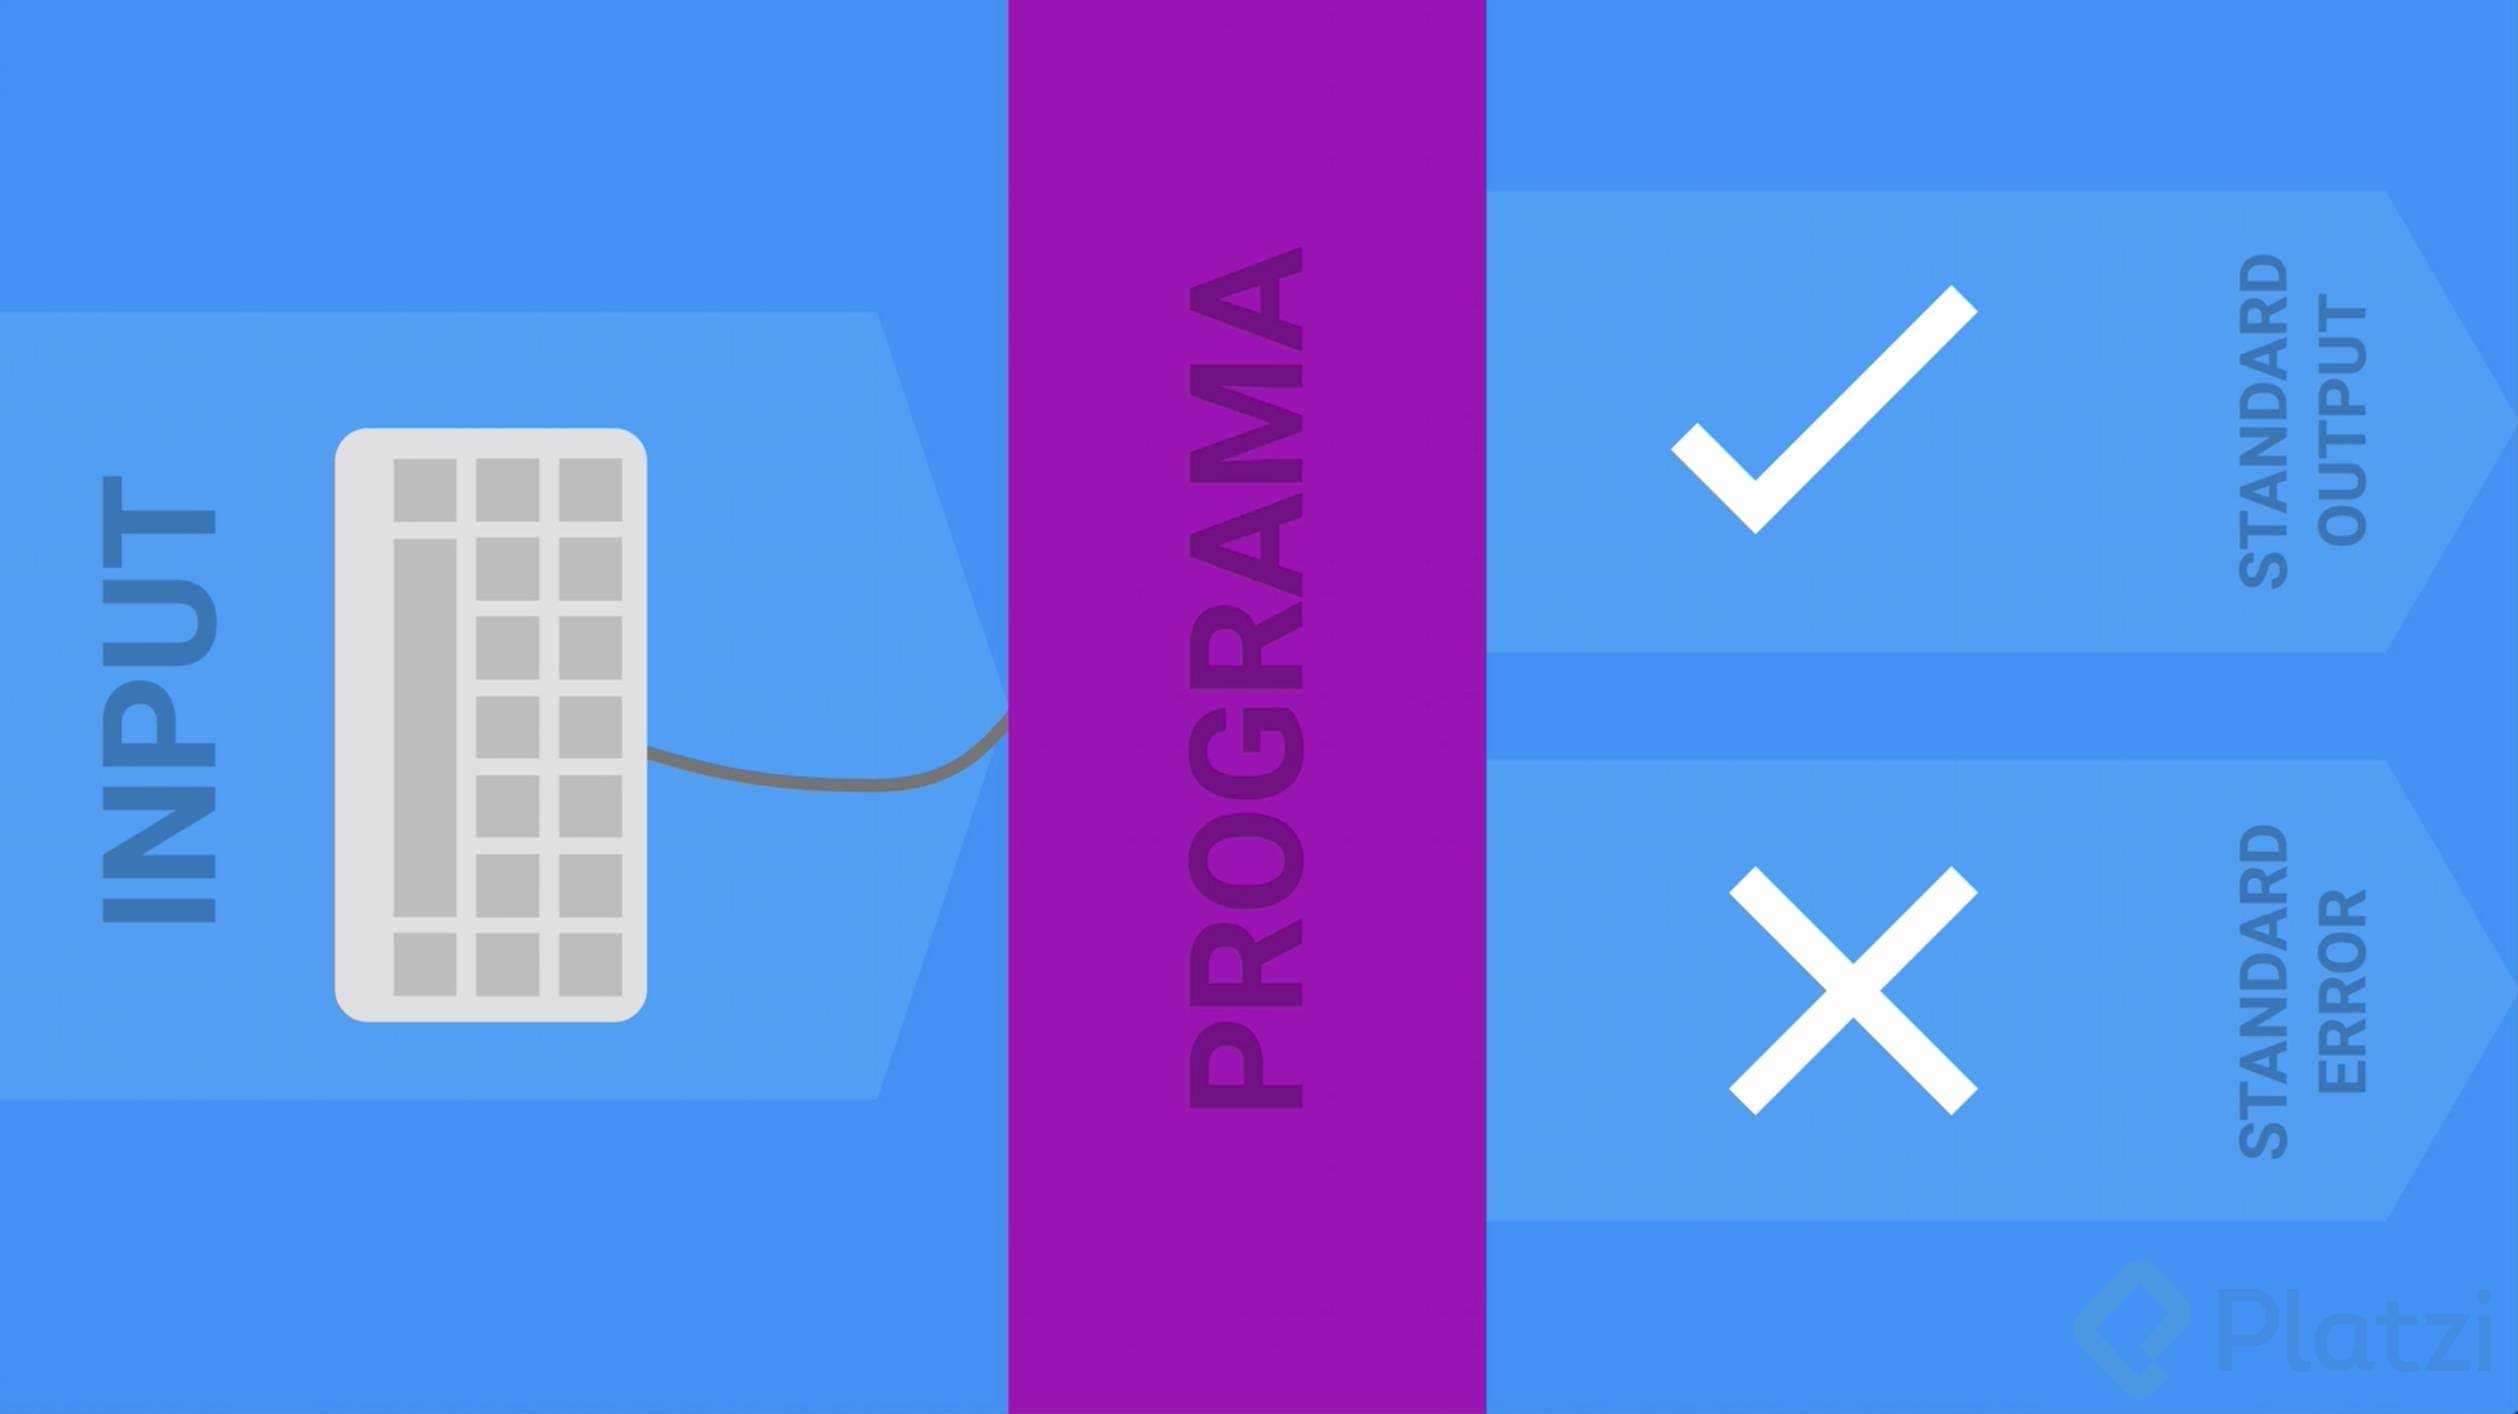 INPUT
PROGRAMA
STANDARD
OUTPUT
STANDARD
ERROR
Platzi